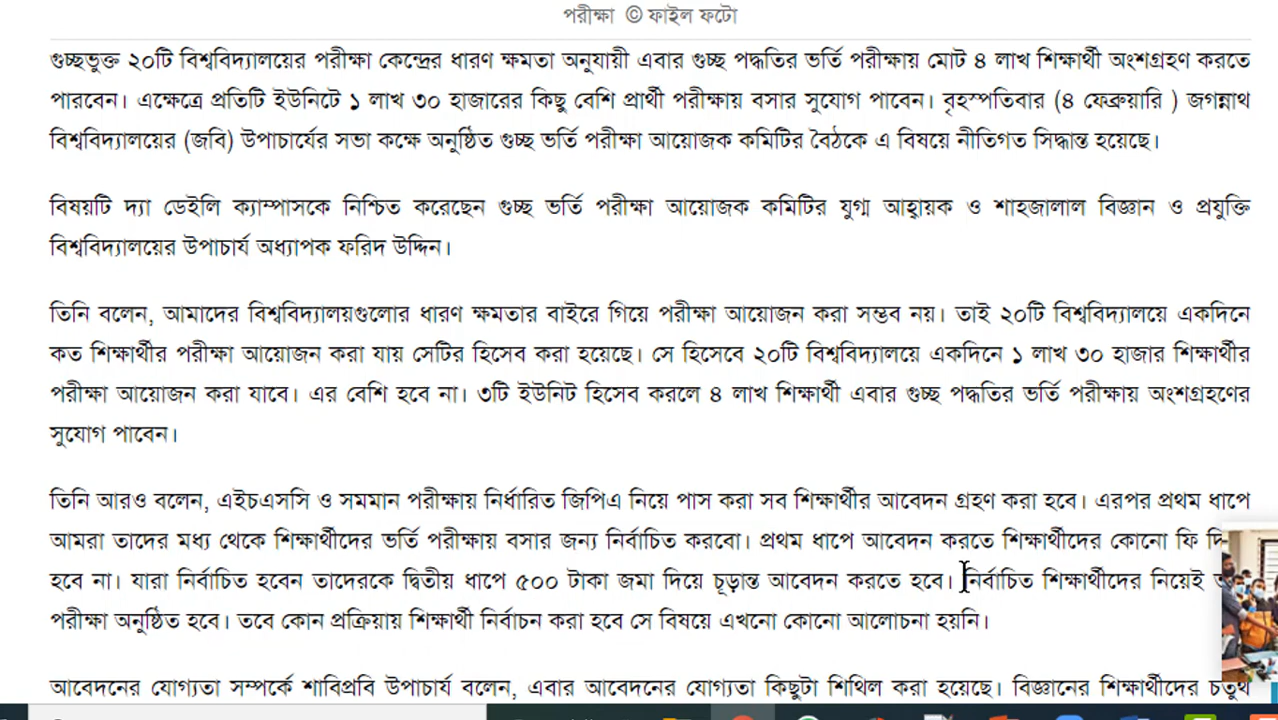 পরীক্ষা © ফাইল ফটো
গুচ্ছভুক্ত ২০টি বিশ্ববিদ্যালয়ের পরীক্ষা কেন্দ্রের ধারণ ক্ষমতা অনুযায়ী এবার গুচ্ছ পদ্ধতির ভর্তি পরীক্ষায় মোট ৪ লাখ শিক্ষার্থী অংশগ্রহণ করতে
পারবেন। এক্ষেত্রে প্রতিটি ইউনিটে ১ লাখ ৩০ হাজারের কিছু বেশি প্রার্থী পরীক্ষায় বসার সুযোগ পাবেন। বৃহস্পতিবার (৪ ফেব্রুয়ারি ) জগন্নাথ
বিশ্ববিদ্যালয়ের (জবি) উপাচার্যের সভা কক্ষে অনুষ্ঠিত গুচ্ছ ভর্তি পরীক্ষা আয়োজক কমিটির বৈঠকে এ বিষয়ে নীতিগত সিদ্ধান্ত হয়েছে।
বিষয়টি দ্যা ডেইলি ক্যাম্পাসকে নিশ্চিত করেছেন গুচ্ছ ভর্তি পরীক্ষা আয়োজক কমিটির যুগ্ম আহ্বায়ক ও শাহজালাল বিজ্ঞান ও প্রযুক্তি
বিশ্ববিদ্যালয়ের উপাচার্য অধ্যাপক ফরিদ উদ্দিন।
তিনি বলেন, আমাদের বিশ্ববিদ্যালয়গুলোর ধারণ ক্ষমতার বাইরে গিয়ে পরীক্ষা আয়োজন করা সম্ভব নয়। তাই ২০টি বিশ্ববিদ্যালয়ে একদিনে
কত শিক্ষার্থীর পরীক্ষা আয়োজন করা যায় সেটির হিসেব করা হয়েছে। সে হিসেবে ২০টি বিশ্ববিদ্যালয়ে একদিনে ১ লাখ ৩০ হাজার শিক্ষার্থীর
পরীক্ষা আয়োজন করা যাবে। এর বেশি হবে না। ৩টি ইউনিট হিসেব করলে ৪ লাখ শিক্ষার্থী এবার গুচ্ছ পদ্ধতির ভর্তি পরীক্ষায় অংশগ্রহণের
সুযোগ পাবেন।
তিনি আরও বলেন, এইচএসসি ও সমমান পরীক্ষায় নির্ধারিত জিপিএ নিয়ে পাস করা সব শিক্ষার্থীর আবেদন গ্রহণ করা হবে। এরপর প্রথম ধাপে
আমরা তাদের মধ্য থেকে শিক্ষার্থীদের ভর্তি পরীক্ষায় বসার জন্য নির্বাচিত করবো। প্রথম ধাপে আবেদন করতে শিক্ষার্থীদের কোনো ফি
হবে না। যারা নির্বাচিত হবেন তাদেরকে দ্বিতীয় ধাপে ৫০০ টাকা জমা দিয়ে চূড়ান্ত আবেদন করতে হবে। নির্বাচিত শিক্ষার্থীদের নিয়েই
পরীক্ষা অনুষ্ঠিত হবে। তবে কোন প্রক্রিয়ায় শিক্ষার্থী নির্বাচন করা হবে সে বিষয়ে এখনো কোনো আলোচনা হয়নি।
আবেদনের যোগ্যতা সম্পর্কে শাবিপ্রবি উপাচার্য বলেন, এবার আবেদনের যোগ্যতা কিছুটা শিথিল করা হয়েছে। বিজ্ঞানের শিক্ষার্থীদের চতুর্থ